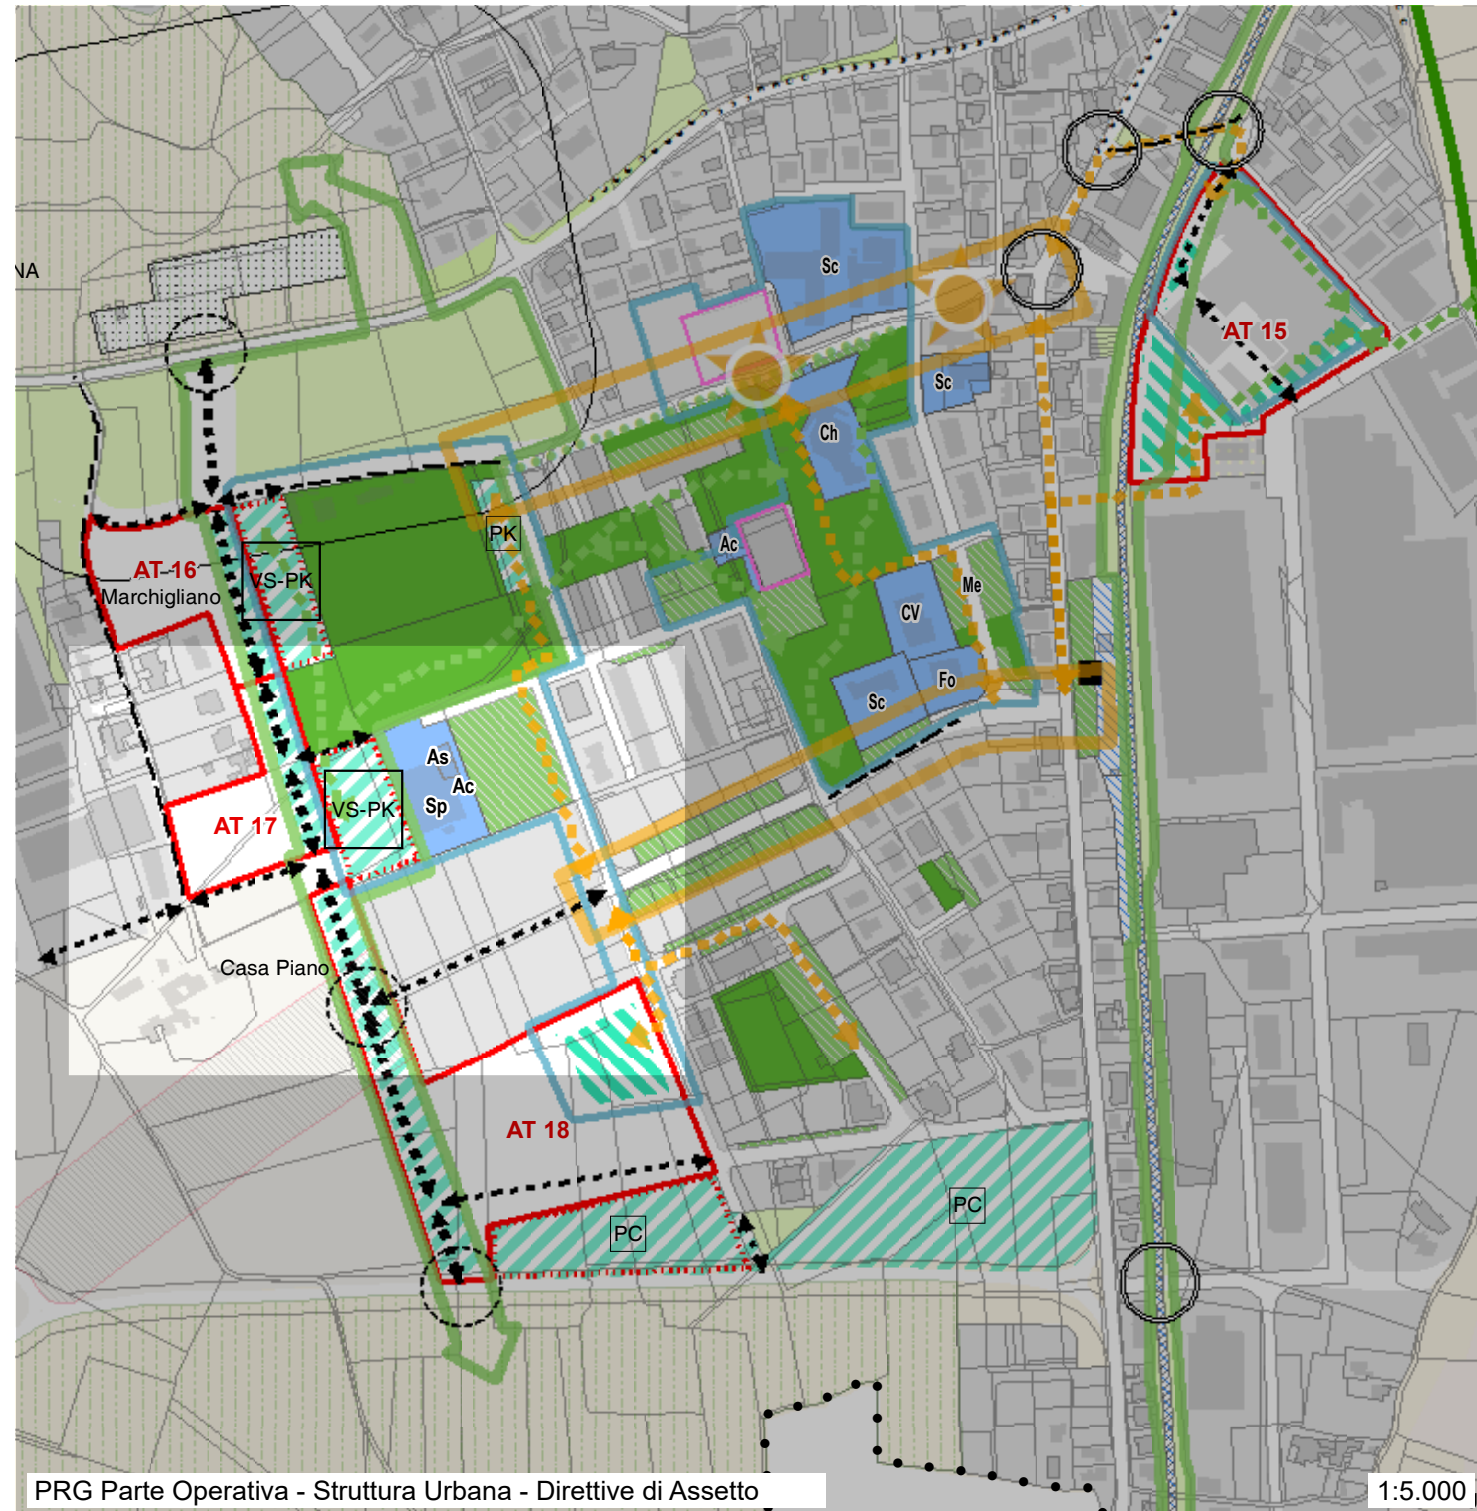 Sc
NA
AT 15
Sc
Ch
PK
Ac
AT 16
VS-PK
Me
Marchigliano
CV
Fo
Sc
As
Ac
Sp
VS-PK
AT 17
Casa Piano
AT 18
PC
PC
PRG Parte Operativa - Struttura Urbana - Direttive di Assetto
1:5.000